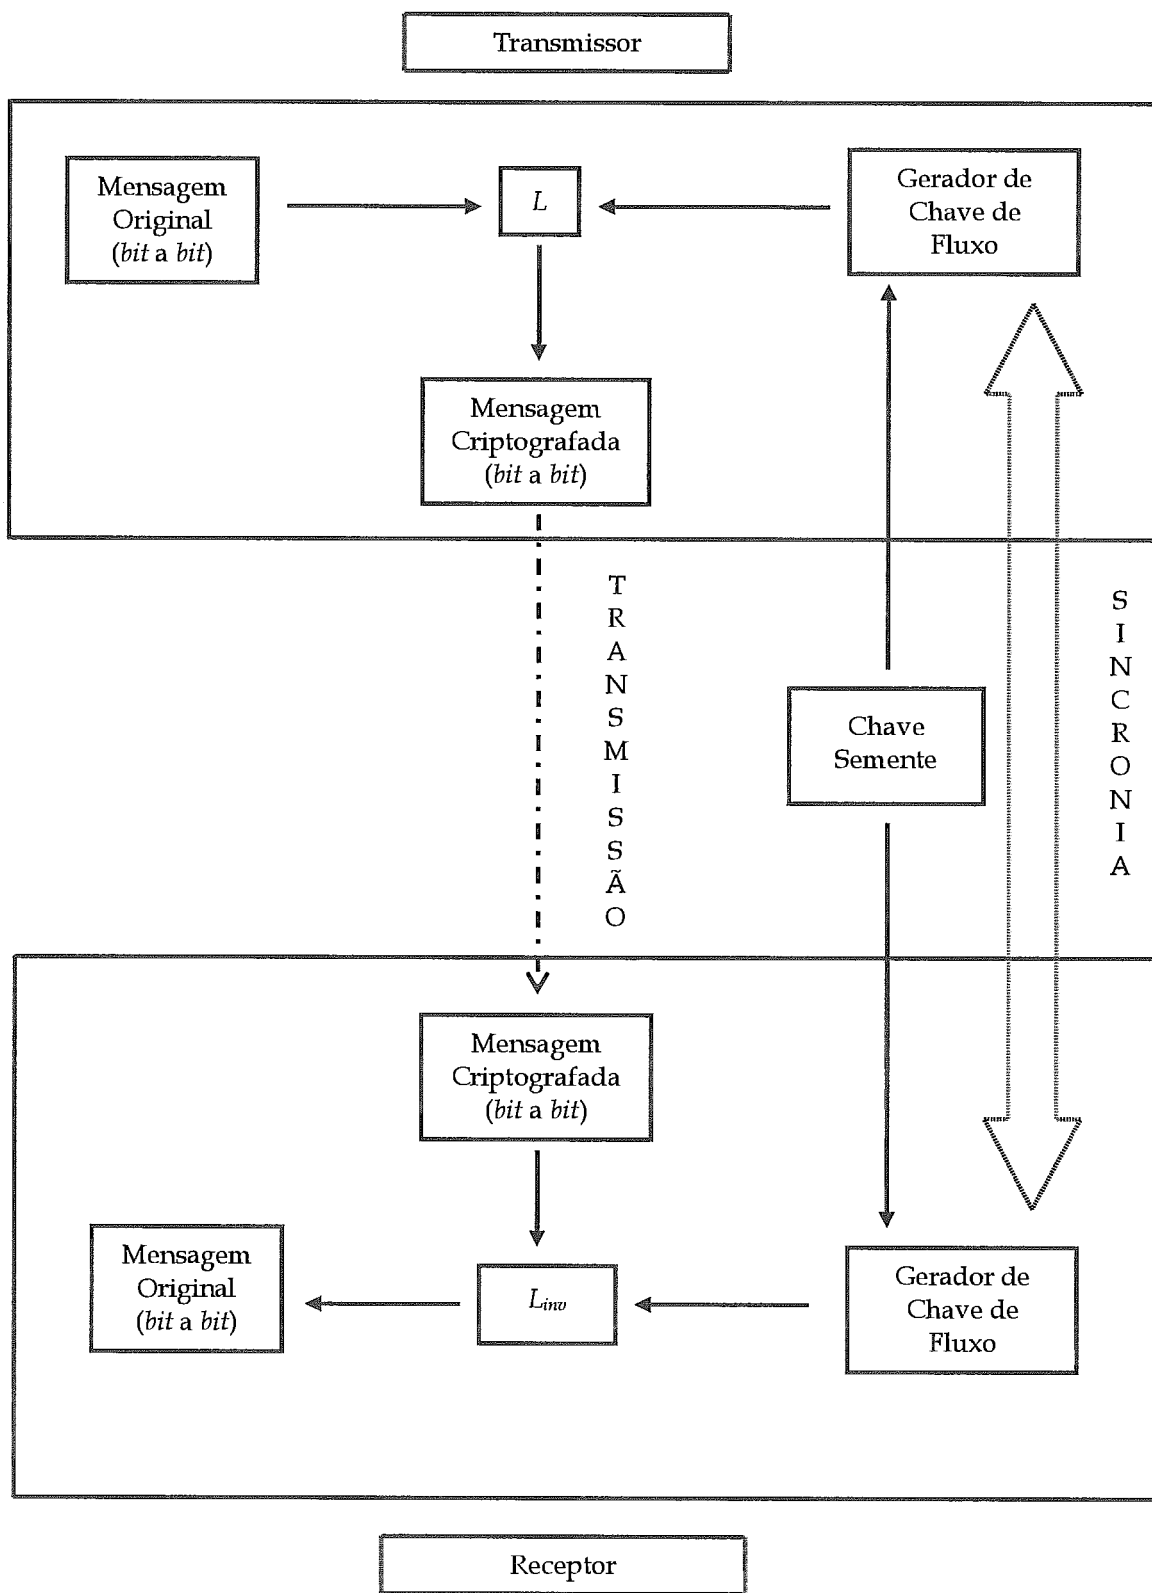 Transmissor
Mensagem
Original
(bit a bit)
L
Gerador de
Chave de
Fluxo
Mensagem
Criptografada
(bit a bit)
T
R
A
N
S
M
I
S
S
Ã
O
Chave
Semente
S
I
N
C
R
O
N
I
A
Mensagem
Criptografada
(bit a bit)
Mensagem
Original
(bit a bit)
Linv
Gerador de
Chave de
Fluxo
Receptor